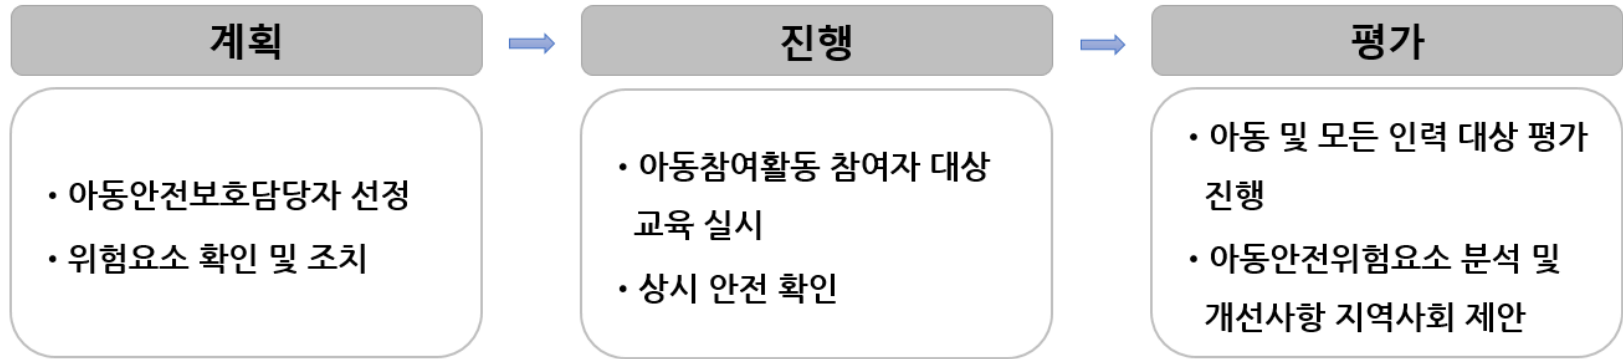 계획
• 아동안전보호담당자 선정
• 위험요소 확인 및 조치
진행
• 아동참여활동 참여자 대상
교육 실시
• 상시 안전 확인
평가
• 아동 및 모든 인력 대상 평가
진행
• 아동안전위험요소 분석 및
개선사항 지역사회 제안